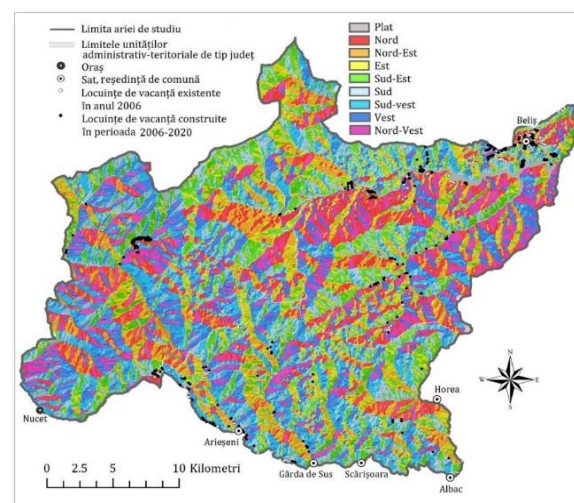 Limita ariei de studiu
Limitele unităților
administrativ-teritoriale de tip județ
Oraș
Sat, reședință de comună
Locuințe de vacanță existente
în anul 2006
Locuințe de vacanță construite
în perioada 2006-2020
Plat
Nord
Nord-Est
Est
Sud-Est
Sud
Sud-vest
Vest
Nord-Vest
Beliș
N
W E
S
Horea
Nucet
Arieșeni
Gârda de Sus
Scărișoara
Albac
0 2.5 5 10 Kilometri